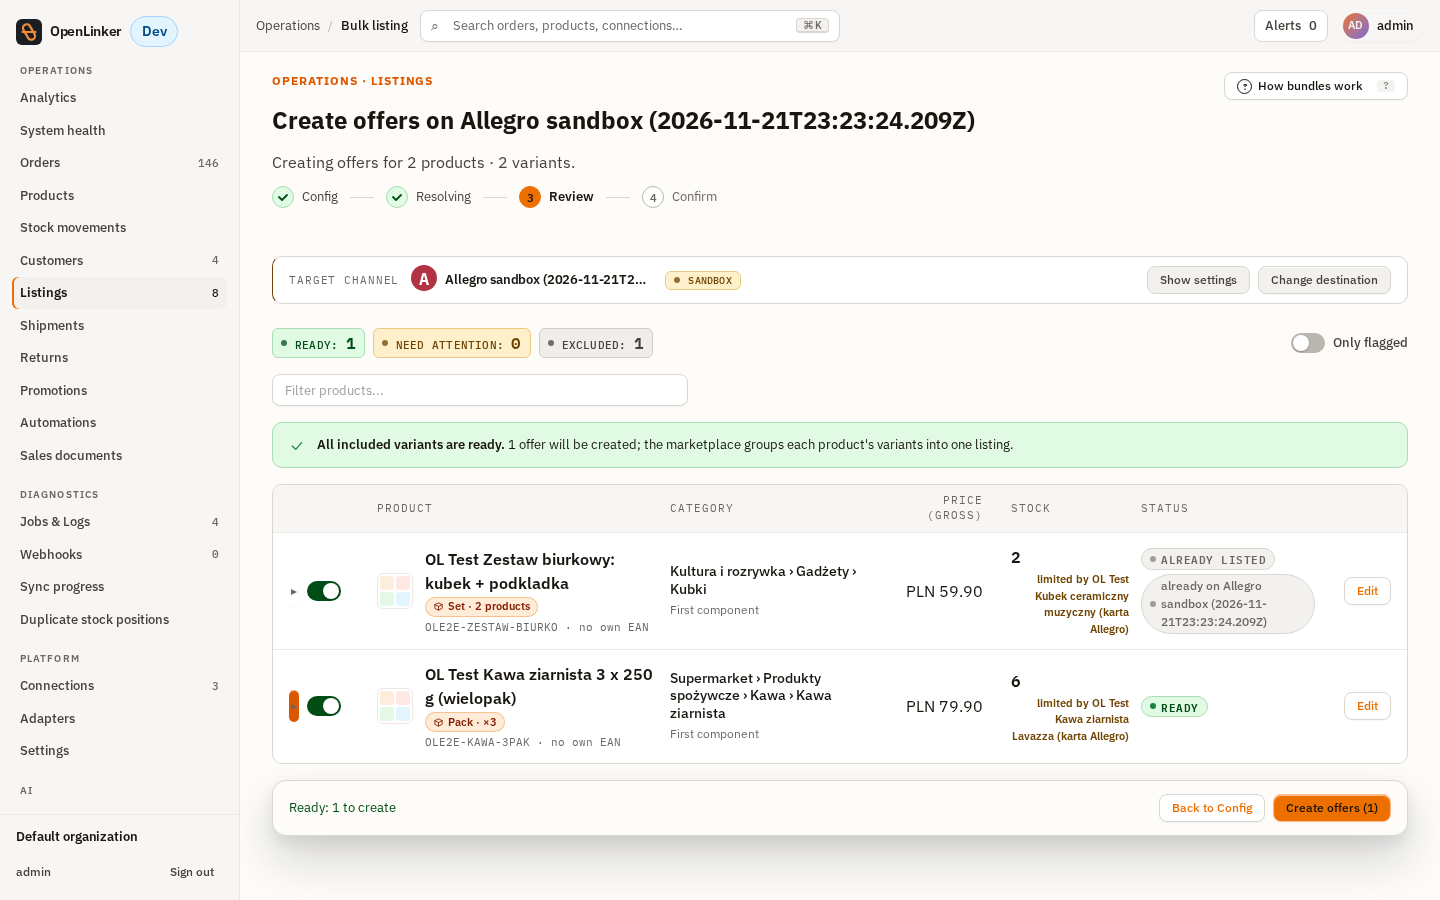 OpenLinker Dev
OPERATIONS
Analytics
System health
Orders 146
Products
Stock movements
Customers 4
Listings 8
Shipments
Returns
Promotions
Automations
Sales documents
DIAGNOSTICS
Jobs & Logs 4
Webhooks 0
Sync progress
Duplicate stock positions
PLATFORM
Connections 3
Adapters
Settings
AI
Default organization
admin Sign out
Operations / Bulk listing
Search orders, products, connections... ⌘K
Alerts 0
AD admin
OPERATIONS · LISTINGS
? How bundles work ?
Create offers on Allegro sandbox (2026-11-21T23:23:24.209Z)
Creating offers for 2 products · 2 variants.
Config
Resolving
3 Review
4 Confirm
TARGET CHANNEL A Allegro sandbox (2026-11-21T2... SANDBOX
Show settings Change destination
READY: 1
NEED ATTENTION: 0
EXCLUDED: 1
Only flagged
Filter products...
All included variants are ready. 1 offer will be created; the marketplace groups each product's variants into one listing.
PRODUCT CATEGORY PRICE (GROSS) STOCK STATUS
OL Test Zestaw biurkowy:
kubek + podkladka
Set · 2 products
OLE2E-ZESTAW-BIURKO · no own EAN
Kultura i rozrywka › Gadżety ›
Kubki
First component
PLN 59.90
2
limited by OL Test
Kubek ceramiczny
muzyczny (karta
Allegro)
ALREADY LISTED
already on Allegro
sandbox (2026-11-
21T23:23:24.209Z)
Edit
OL Test Kawa ziarnista 3 x 250
g (wielopak)
Pack · ×3
OLE2E-KAWA-3PAK · no own EAN
Supermarket › Produkty
spożywcze › Kawa › Kawa
ziarnista
First component
PLN 79.90
6
limited by OL Test
Kawa ziarnista
Lavazza (karta Allegro)
READY
Edit
Ready: 1 to create
Back to Config Create offers (1)